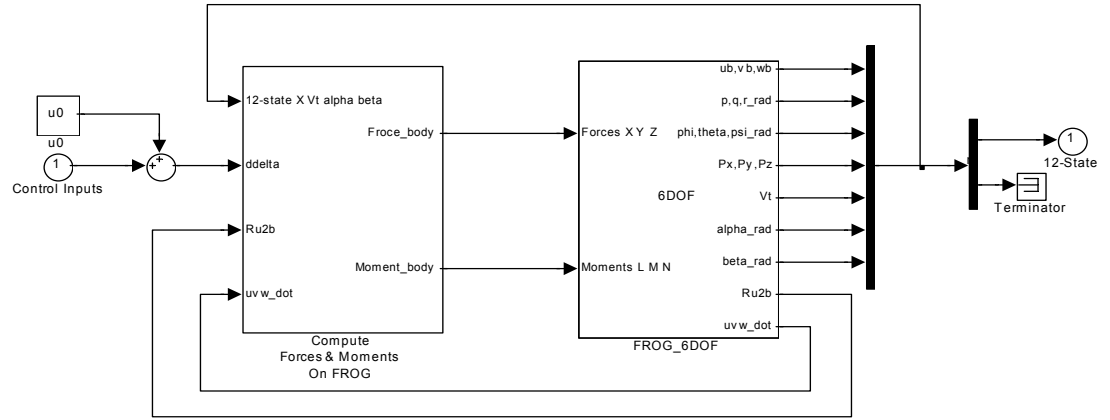 u0
u0
1
Control Inputs
12-state X Vt alpha beta
ddelta
Ru2b
uvw_dot
Froce_body
Moment_body
Compute
Forces & Moments
On FROG
Forces X Y Z
Moments L M N
6DOF
ub,vb,wb
p,q,r_rad
phi,theta,psi_rad
Px,Py,Pz
Vt
alpha_rad
beta_rad
Ru2b
uvw_dot
FROG_6DOF
1
12-State
Terminator